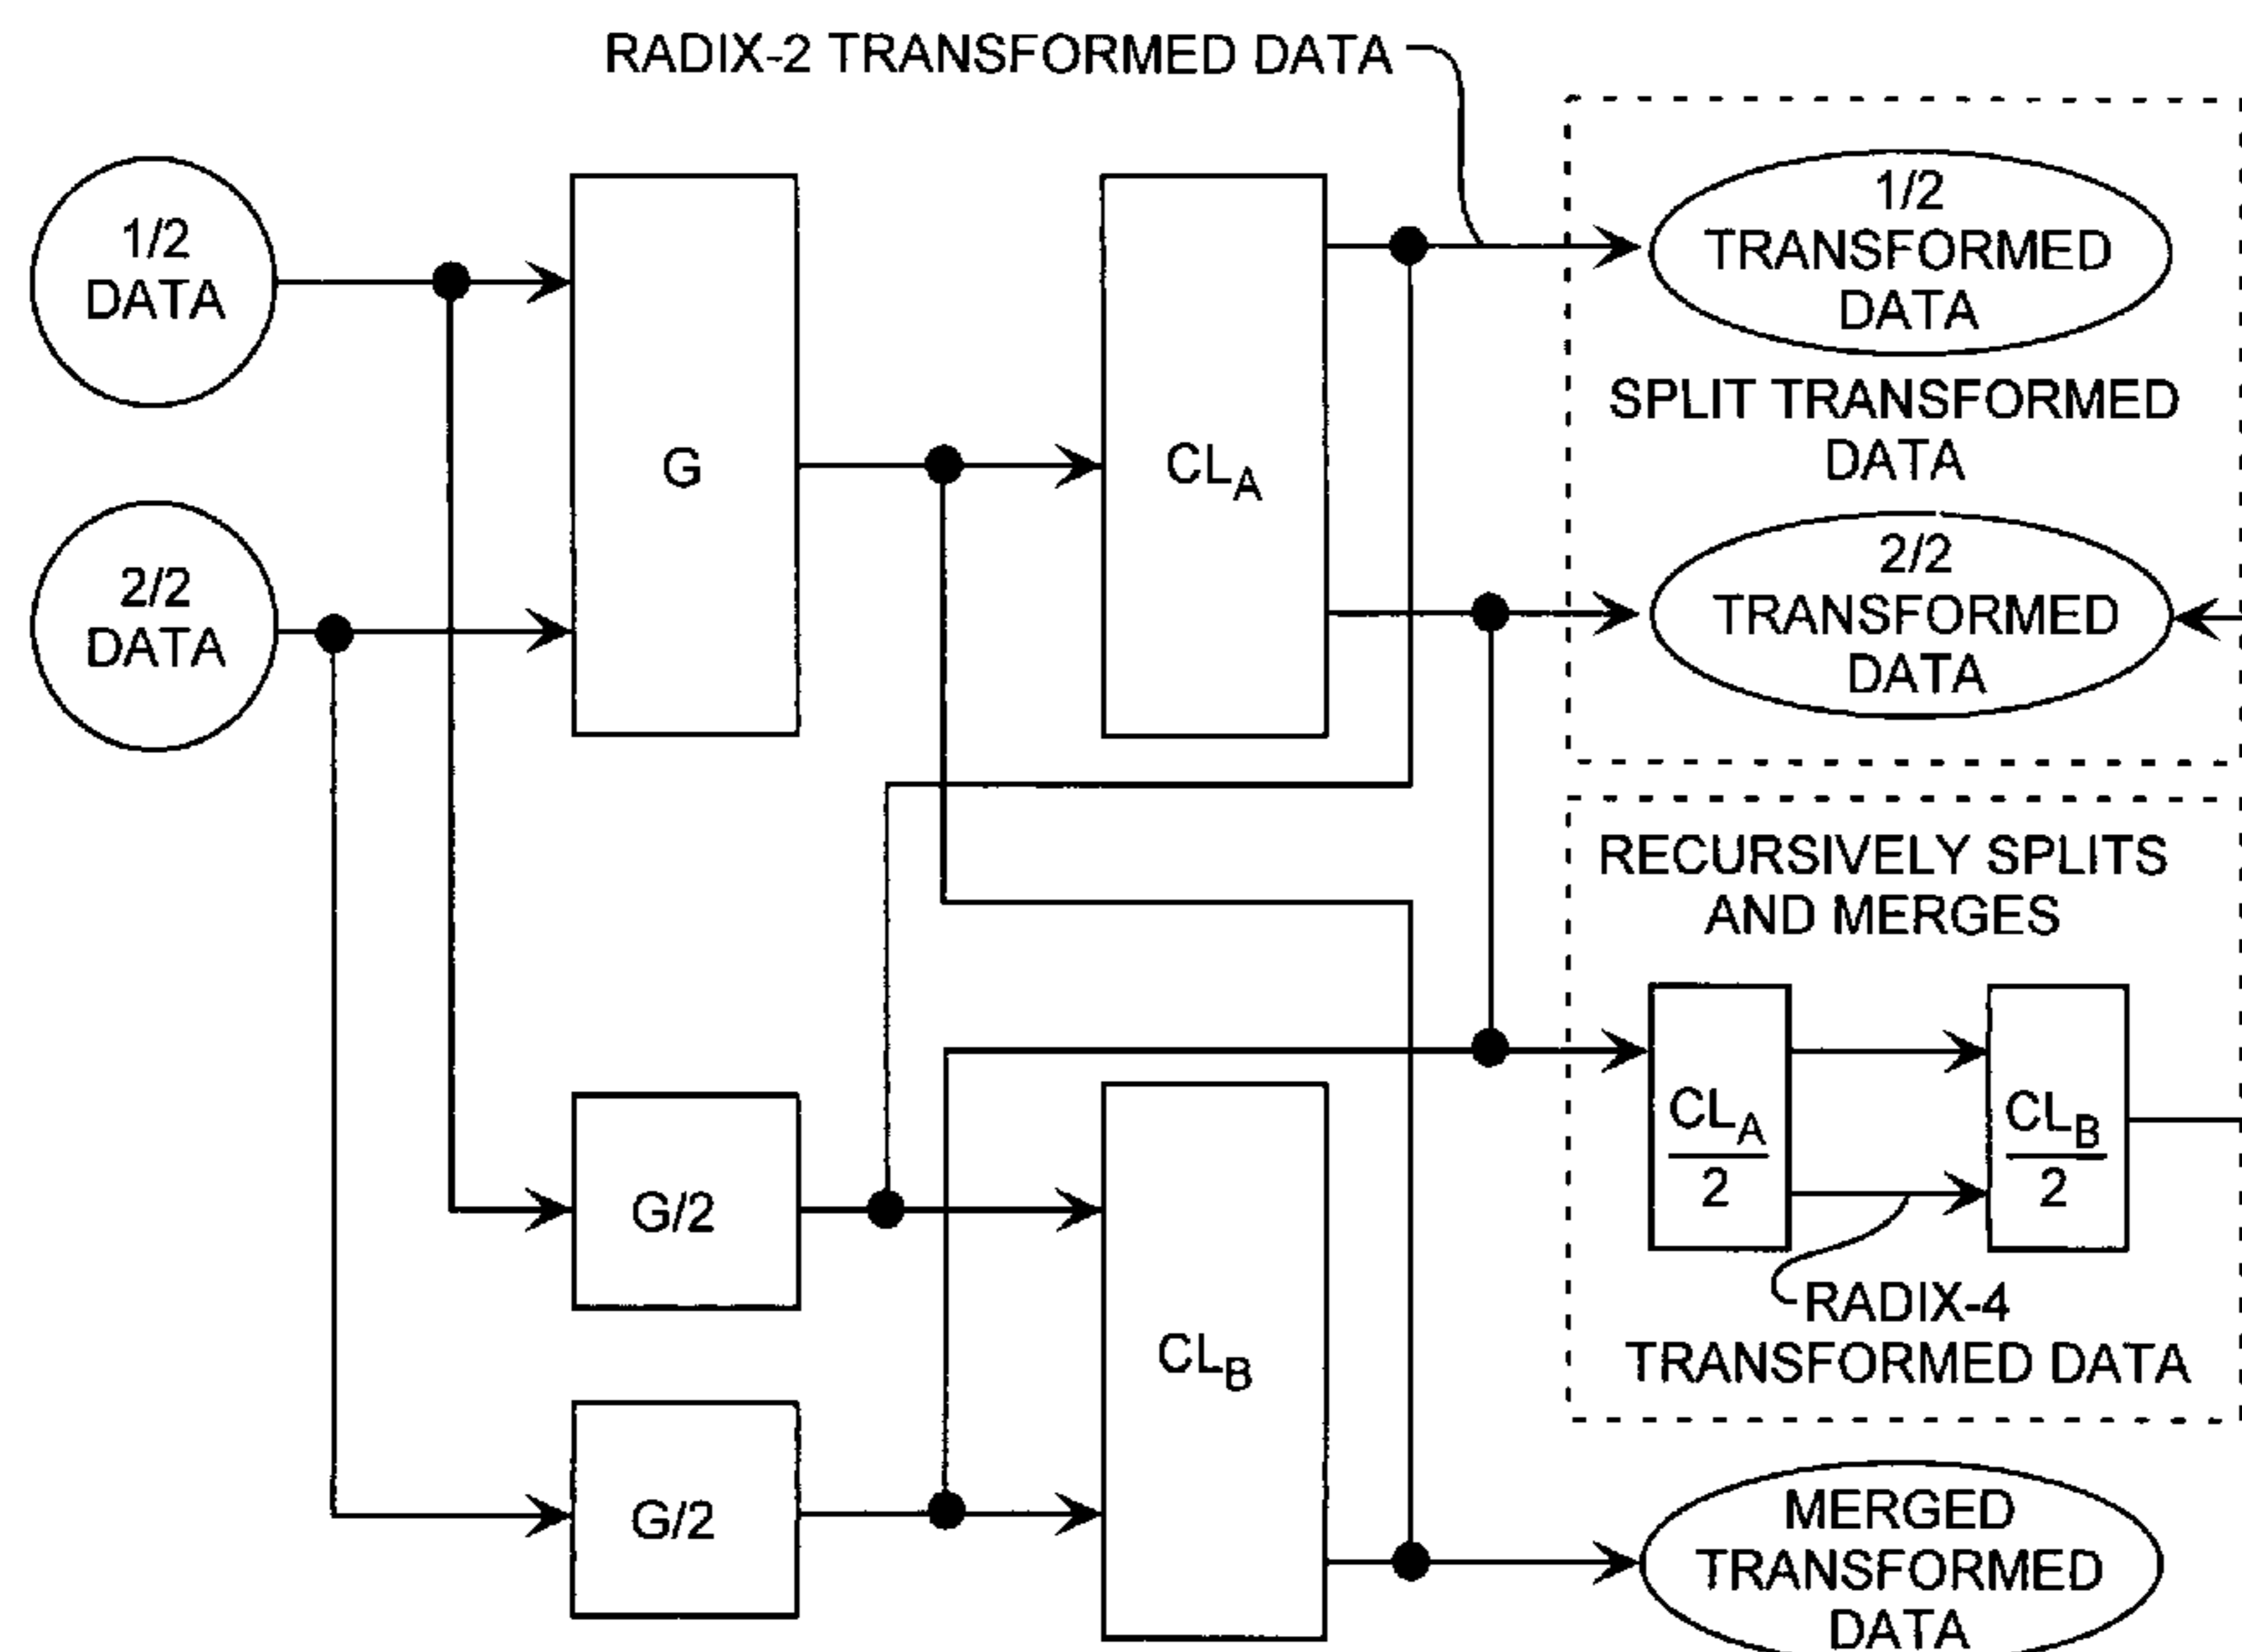 RADIX-2 TRANSFORMED DATA
1/2
DATA
2/2
DATA
G
CLA
1/2
TRANSFORMED
DATA
SPLIT TRANSFORMED
DATA
2/2
TRANSFORMED
DATA
RECURSIVELY SPLITS
AND MERGES
CLA
2
CLB
2
RADIX-4
TRANSFORMED DATA
G/2
G/2
CLB
MERGED
TRANSFORMED
DATA